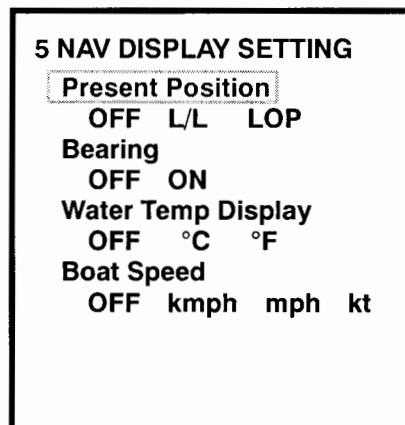 5 NAV DISPLAY SETTING
Present Position
OFF L/L LOP
Bearing
OFF ON
Water Temp Display
OFF °C °F
Boat Speed
OFF kmph mph kt